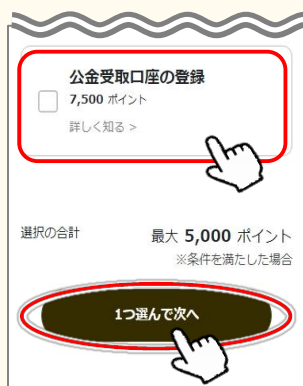 公金受取口座の登録
7,500 ポイント
詳しく知る >
選択の合計
最大 5,000 ポイント
※条件を満たした場合
1つ選んで次へ